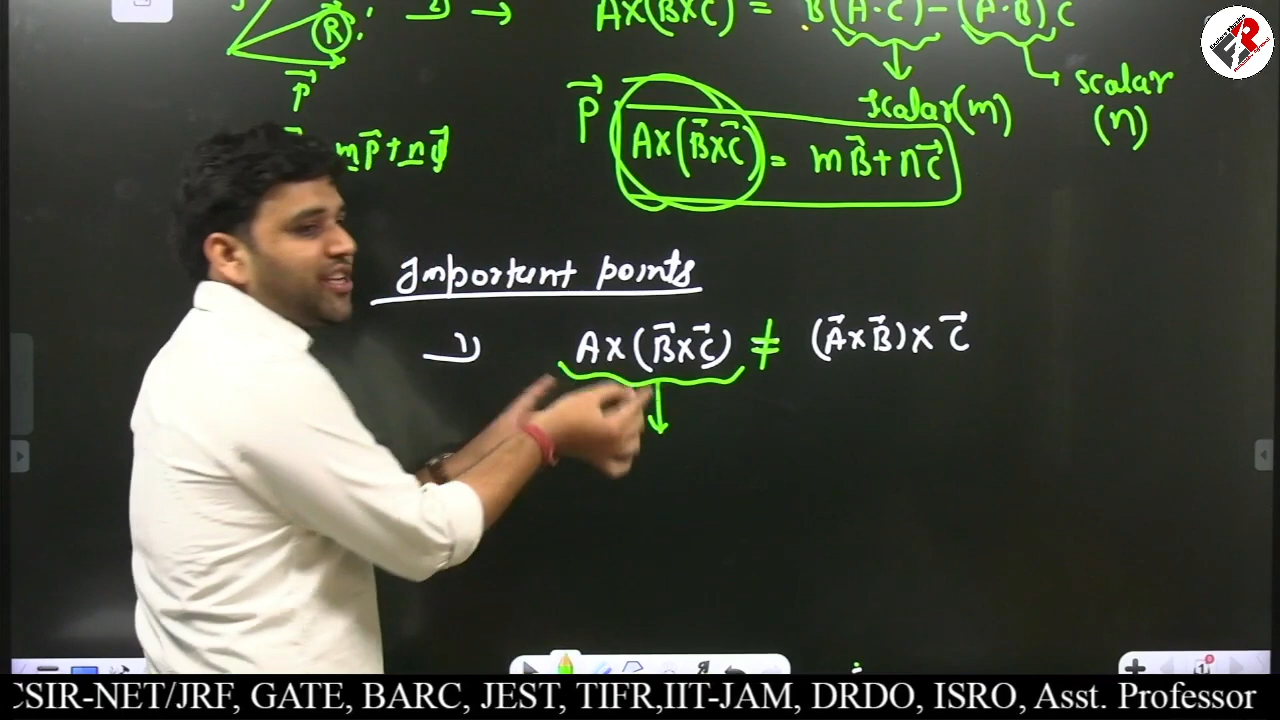 A×(B×C) = B(A·C) − (A·B) C
R
P⃗
scalar(m)
scalar
(n)
mp⃗ + nq⃗
P⃗
A×(B⃗×C⃗) = mB⃗ + nC⃗
Important points
1)
A×(B⃗×C⃗) ≠ (A⃗×B⃗)×C⃗
CSIR-NET/JRF, GATE, BARC, JEST, TIFR,IIT-JAM, DRDO, ISRO, Asst. Professor